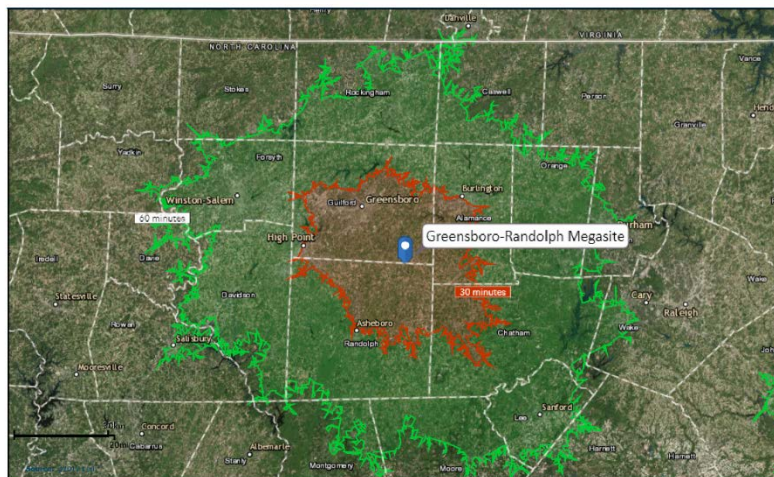 Danville
NORTH CAROLINA
VIRGINIA
Surry
Stokes
Rockingham
Caswell
Person
Vance
Granville
Yadkin
Forsyth
Orange
Winston-Salem
Guilford
Greensboro
Burlington
Alamance
60 minutes
High Point
Greensboro-Randolph Megasite
Iredell
Davie
Statesville
Davidson
30 minutes
Cary
Raleigh
Wake
Rowan
Asheboro
Randolph
Chatham
Wake
Salisbury
Mooresville
Concord
Cabarrus
Albemarle
Stanly
Montgomery
Moore
Lee
Sanford
Harnett
Harnett